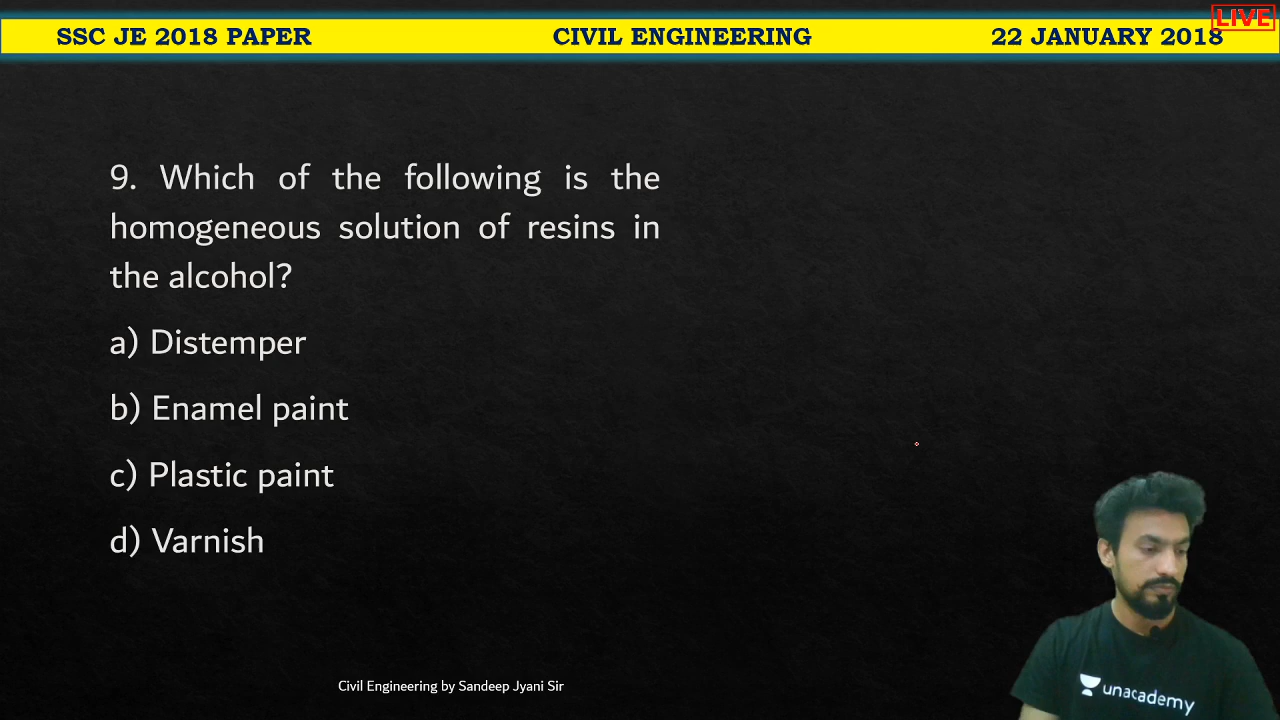 LIVE
SSC JE 2018 PAPER CIVIL ENGINEERING 22 JANUARY 2018
9. Which of the following is the
homogeneous solution of resins in
the alcohol?
a) Distemper
b) Enamel paint
c) Plastic paint
d) Varnish
unacademy
Civil Engineering by Sandeep Jyani Sir